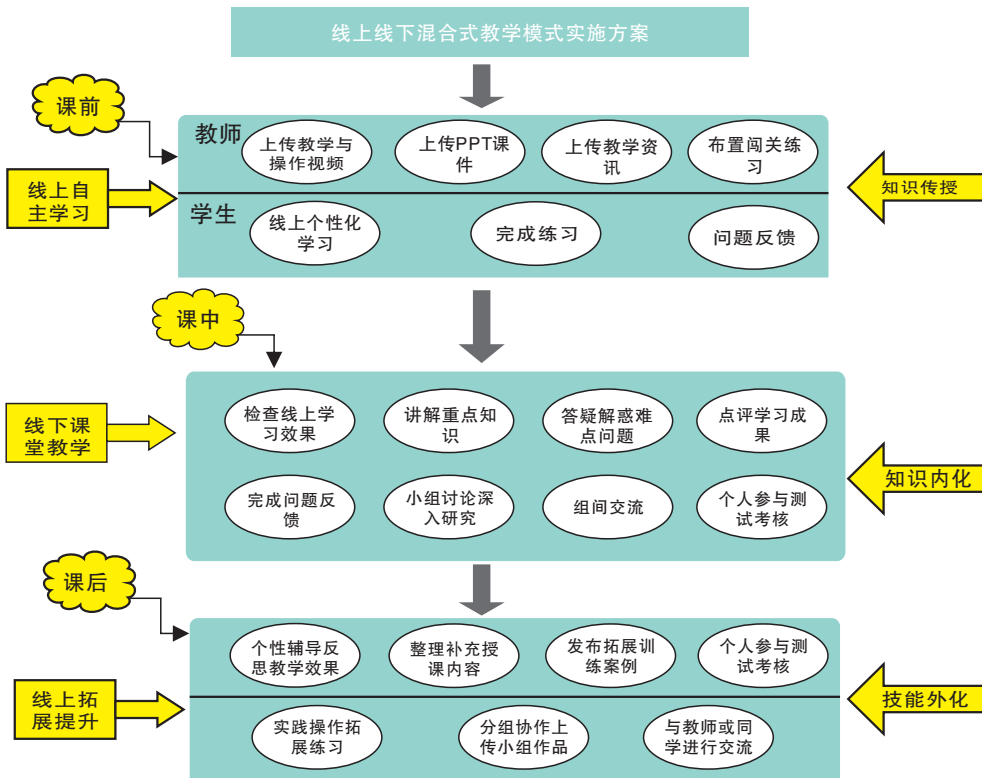 线上线下混合式教学模式实施方案
课前
教师
上传教学与
操作视频
上传PPT课
件
上传教学资
讯
布置闯关练
习
线上自
主学习
知识传授
学生
线上个性化
学习
完成练习
问题反馈
课中
检查线上学
习效果
讲解重点知
识
答疑解惑难
点问题
点评学习成
果
线下课
堂教学
知识内化
完成问题反
馈
小组讨论深
入研究
组间交流
个人参与测
试考核
课后
个性辅导反
思教学效果
整理补充授
课内容
发布拓展训
练案例
个人参与测
试考核
线上拓
展提升
技能外化
实践操作拓
展练习
分组协作上
传小组作品
与教师或同
学进行交流